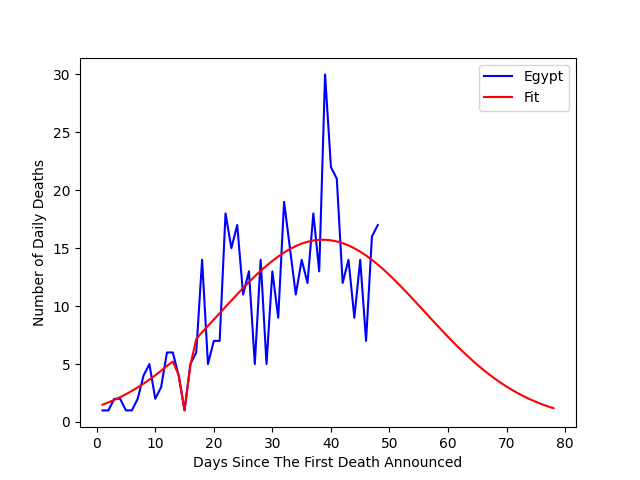 Egypt
Fit
30
25
20
15
10
5
0
Number of Daily Deaths
0 10 20 30 40 50 60 70 80
Days Since The First Death Announced